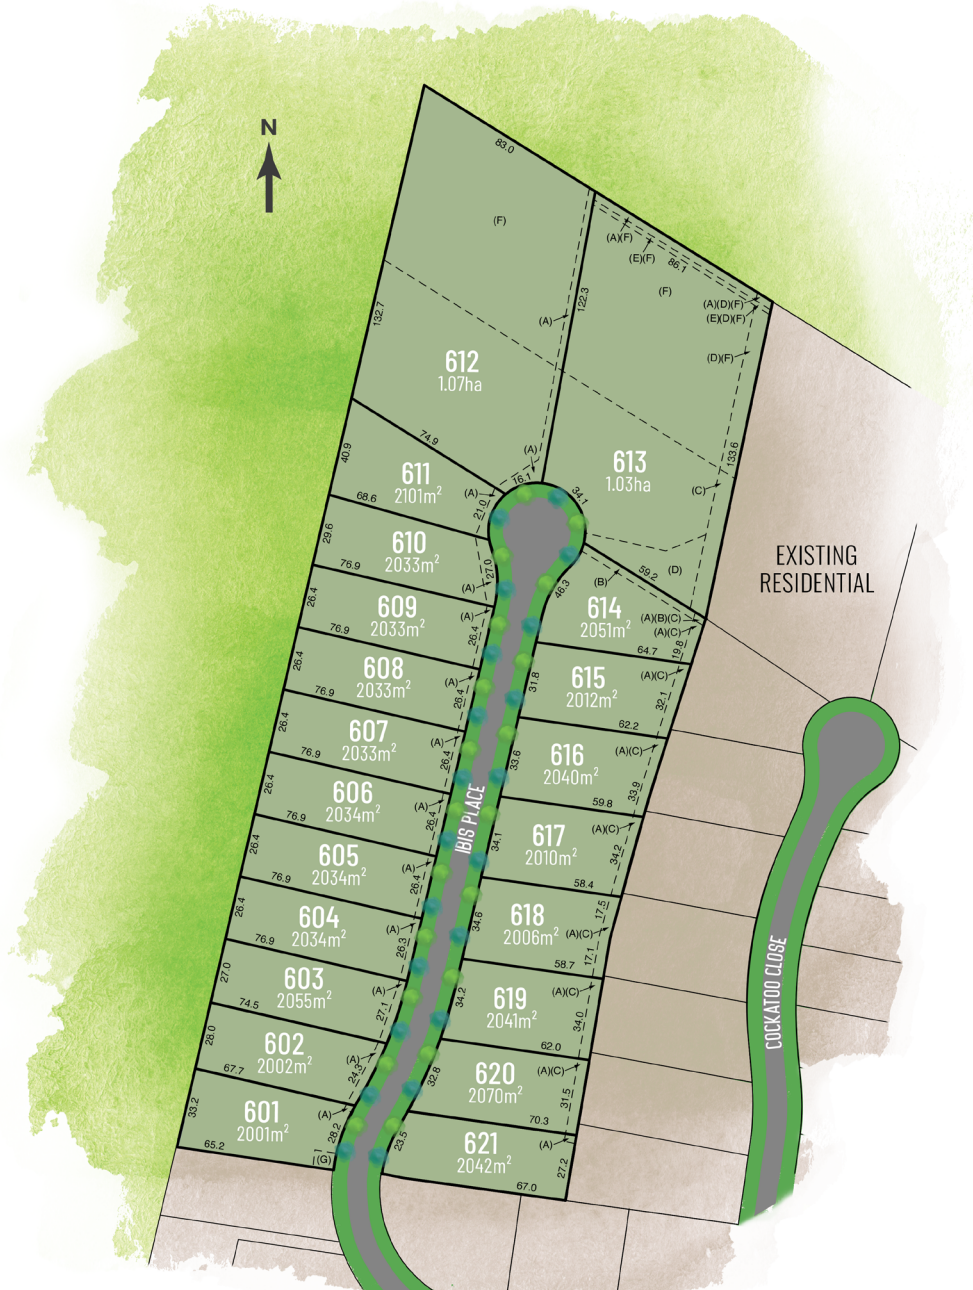 N
83.0
(F)
(A)(F)
(E)(F)
86.1
(F)
(A)(D)(F)
(E)(D)(F)
(D)(F)
132.7
122.3
(A)
612
1.07ha
133.6
74.9
40.9
(A)
613
1.03ha
(C)
611
2101m²
(A)
16.1
34.1
68.6
21.0
29.6
610
2033m²
76.9
27.0
(A)
59.2
(D)
(B)
EXISTING
RESIDENTIAL
26.4
609
2033m²
(A)
46.3
614
2051m²
(A)(B)(C)
(A)(C)
76.9
26.4
64.7
19.8
26.4
608
2033m²
(A)
31.8
615
2012m²
(A)(C)
76.9
26.4
62.2
32.1
26.4
607
2033m²
(A)
33.6
616
2040m²
(A)(C)
76.9
26.4
59.8
33.9
26.4
606
2034m²
(A)
IBIS PLACE
76.9
26.4
617
2010m²
(A)(C)
34.1
34.2
26.4
605
2034m²
(A)
76.9
26.4
58.4
26.4
604
2034m²
(A)
34.6
618
2006m²
17.5
(A)(C)
76.9
26.3
58.7
17.1
27.0
603
2055m²
(A)
34.2
619
2041m²
(A)(C)
COCKATOO CLOSE
74.5
27.1
34.0
28.0
602
2002m²
(A)
62.0
67.7
24.3
32.8
620
2070m²
(A)(C)
31.5
33.2
601
2001m²
(A)
70.3
65.2
28.2
(G)
23.5
621
2042m²
(A)
27.2
67.0